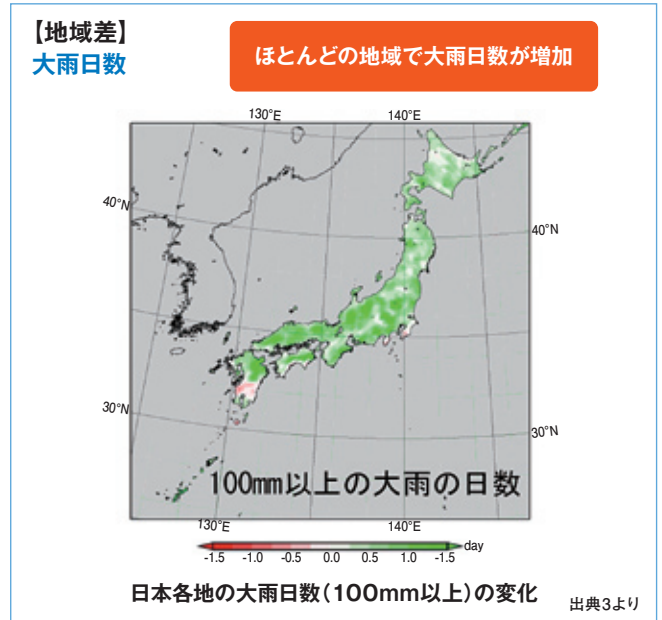 【地域差】
大雨日数
ほとんどの地域で大雨日数が増加
130°E 140°E
40°N
40°N
30°N
30°N
100mm以上の大雨の日数
130°E 140°E
-1.5 -1.0 -0.5 0.0 0.5 1.0 -1.5 day
日本各地の大雨日数（100mm以上）の変化
出典3より